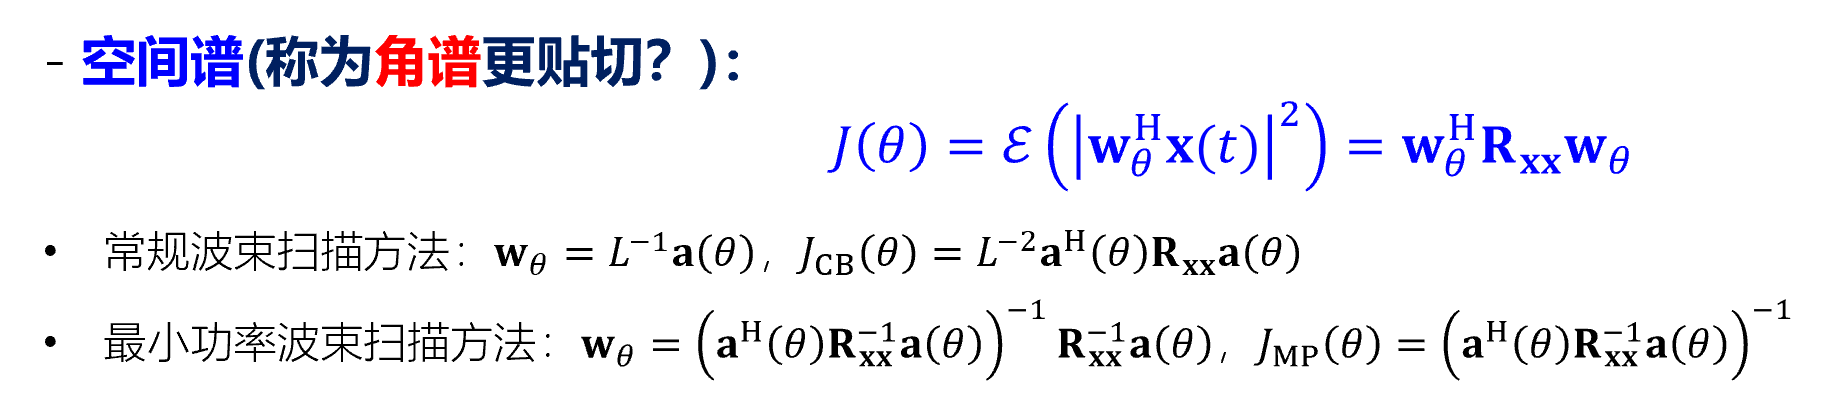 - 空间谱(称为角谱更贴切？)：
J(θ) = ℰ(|𝐰_θ^H 𝐱(t)|^2) = 𝐰_θ^H 𝐑_𝐱𝐱 𝐰_θ
• 常规波束扫描方法：𝐰_θ = L^{−1}𝐚(θ)，J_CB(θ) = L^{−2}𝐚^H(θ)𝐑_𝐱𝐱𝐚(θ)
• 最小功率波束扫描方法：𝐰_θ = (𝐚^H(θ)𝐑_𝐱𝐱^{−1}𝐚(θ))^{−1} 𝐑_𝐱𝐱^{−1}𝐚(θ)，J_MP(θ) = (𝐚^H(θ)𝐑_𝐱𝐱^{−1}𝐚(θ))^{−1}